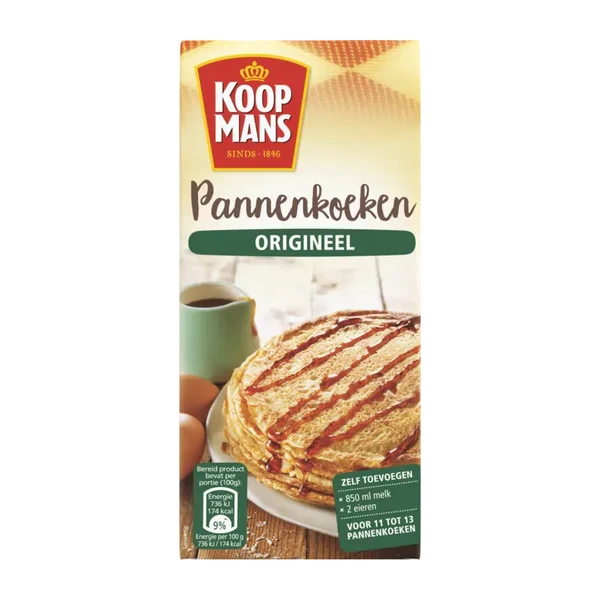 KOOP
MANS
SINDS - 1846
Pannenkoeken
ORIGINEEL
Bereid product
bevat per
portie (100g):
Energie
736 kJ
174 kcal
9%
Energie per 100 g
736 kJ / 174 kcal
ZELF TOEVOEGEN
* 850 ml melk
* 2 eieren
VOOR 11 TOT 13
PANNENKOEKEN